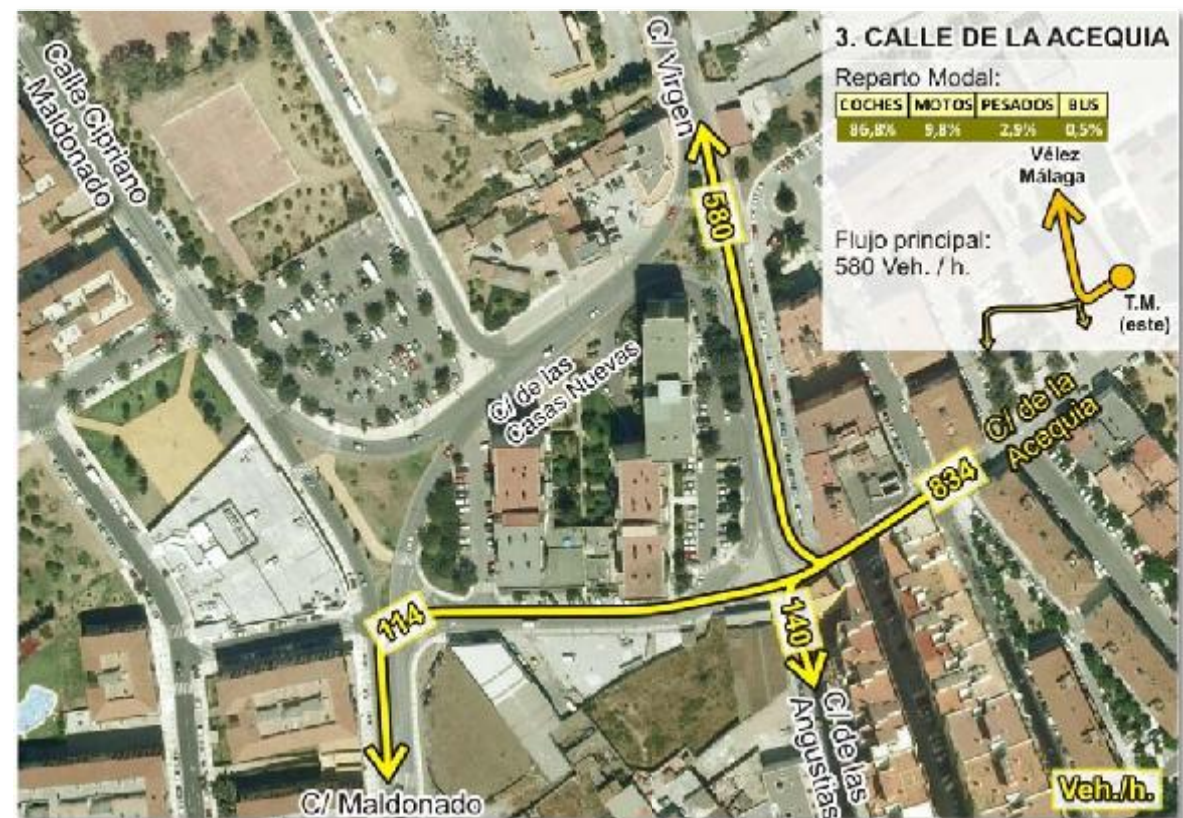 3. CALLE DE LA ACEQUIA
Reparto Modal:
COCHES MOTOS PESADOS BUS
86,8% 9,8% 2,9% 0,5%
Vélez
Málaga
Flujo principal:
580 Veh. / h.
T.M.
(este)
Calle Cipriano
Maldonado
C/ Virgen
580
C/ de las
Casas Nuevas
C/ de la
Acequia
834
114
140
C/ de las
Angustias
C/ Maldonado
Veh./h.